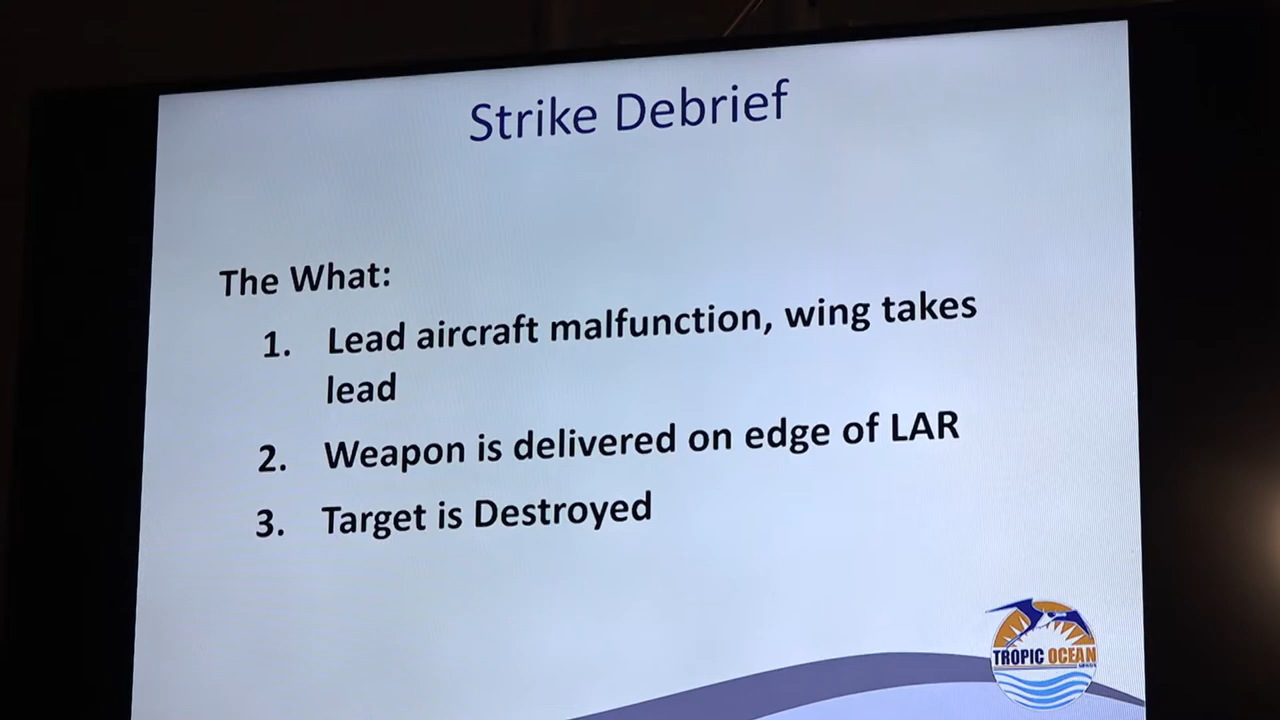 Strike Debrief
The What:
1. Lead aircraft malfunction, wing takes
lead
2. Weapon is delivered on edge of LAR
3. Target is Destroyed
TROPIC OCEAN